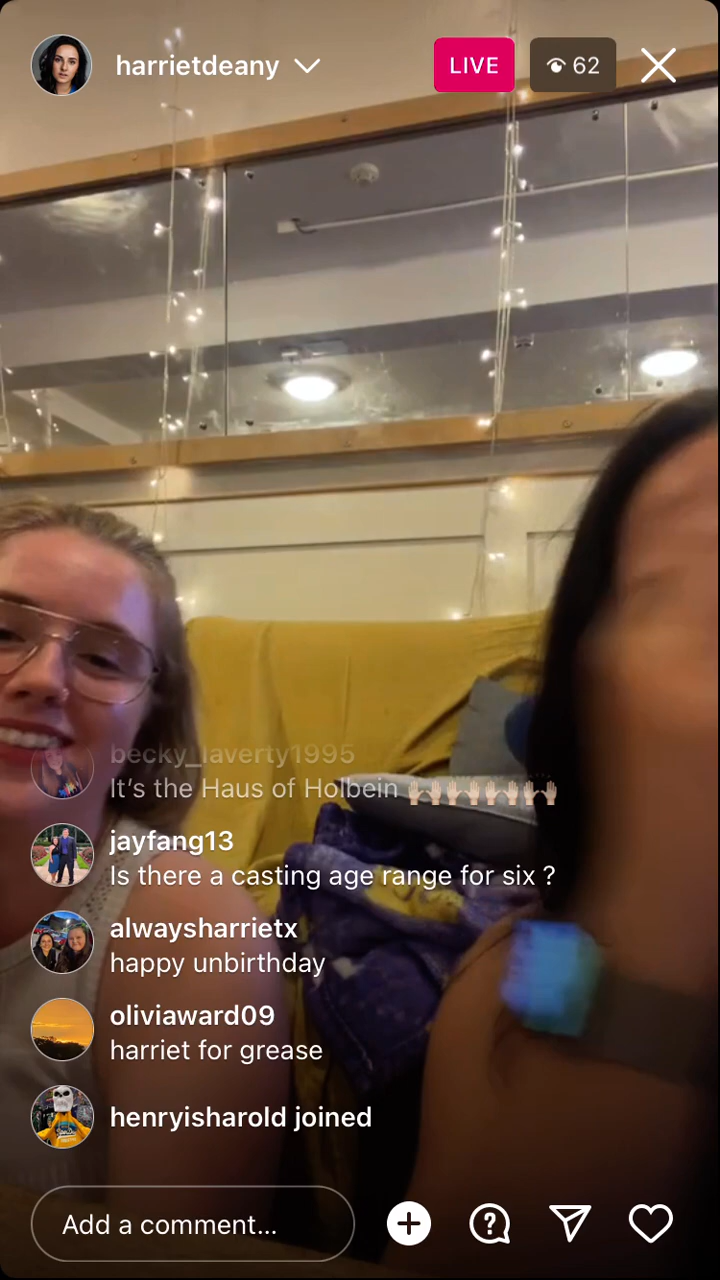 harrietdeany
LIVE
62
becky_laverty1995
It's the Haus of Holbein 🙌🏼🙌🏼🙌🏼🙌🏼🙌🏼🙌🏼🙌🏼🙌🏼
jayfang13
Is there a casting age range for six ?
alwaysharrietx
happy unbirthday
oliviaward09
harriet for grease
henryisharold joined
Add a comment...